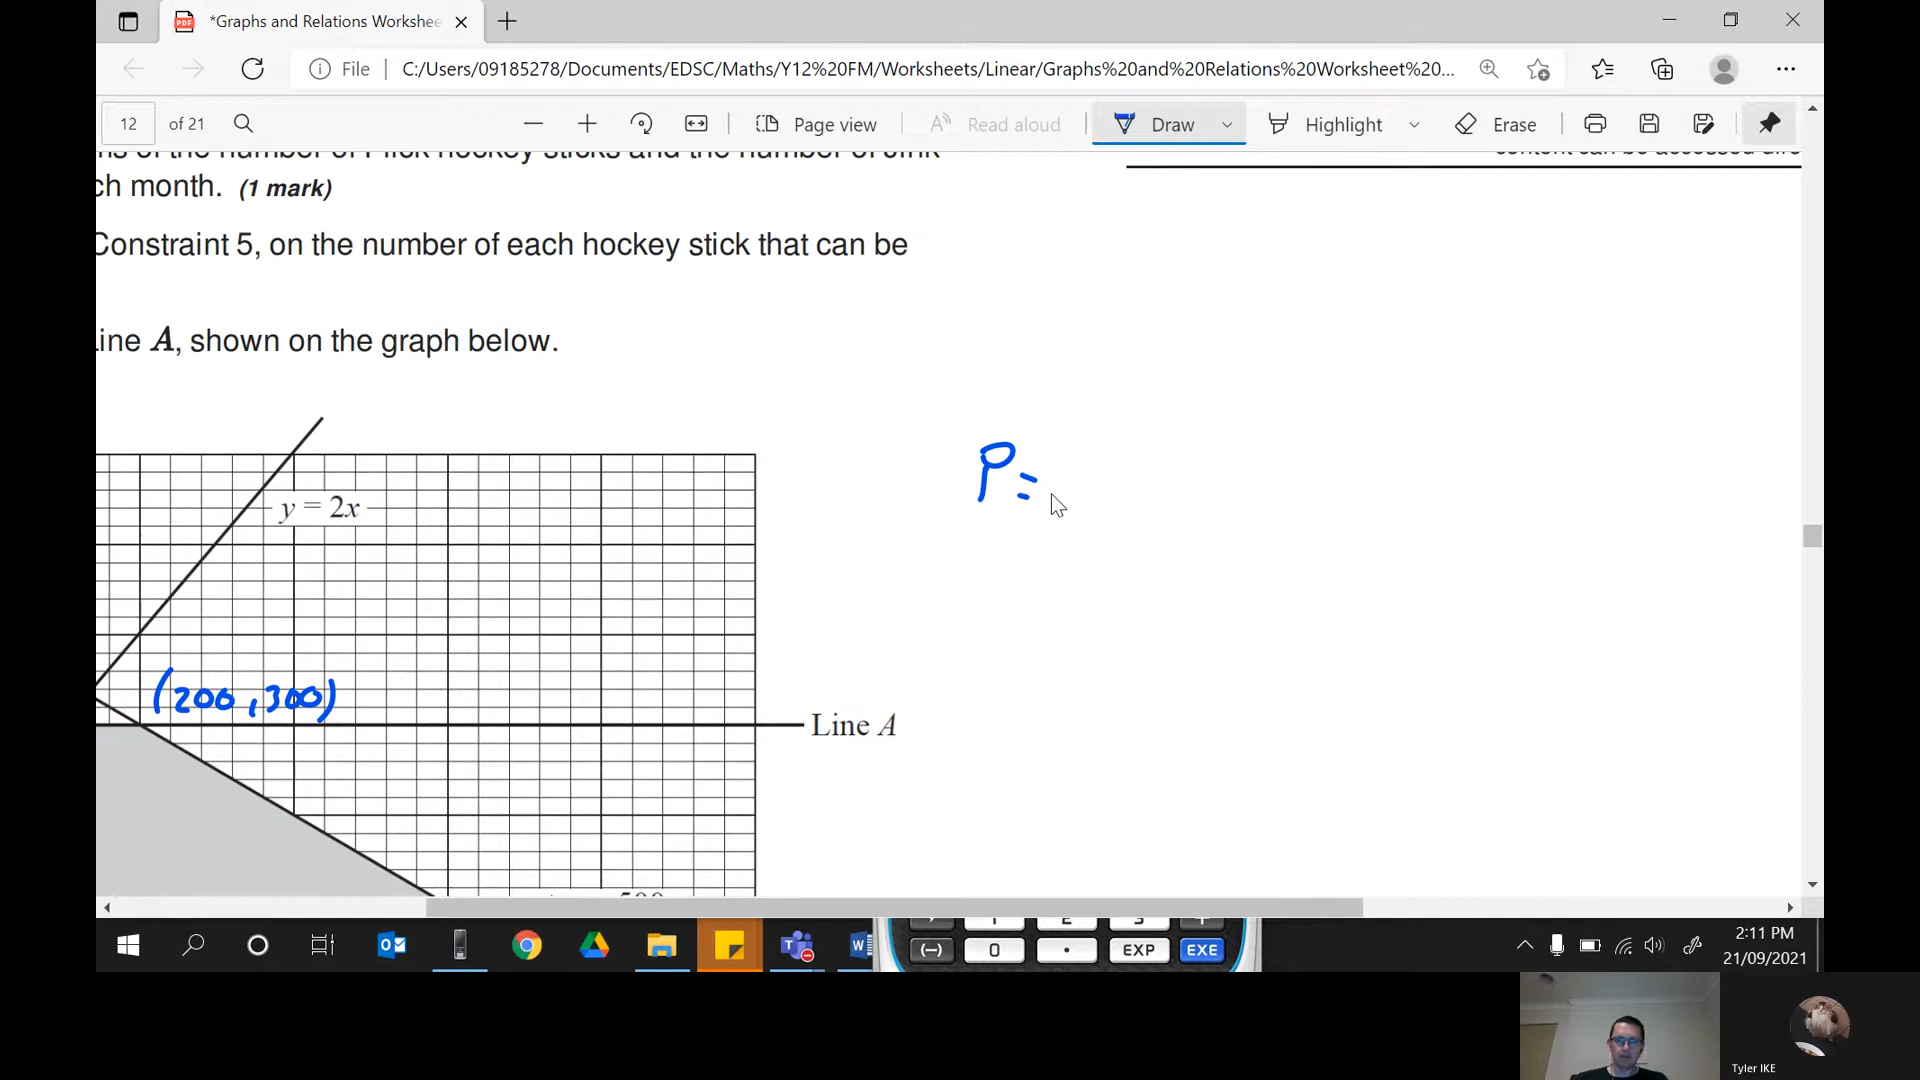 *Graphs and Relations Workshee
File
C:/Users/09185278/Documents/EDSC/Maths/Y12%20FM/Worksheets/Linear/Graphs%20and%20Relations%20Worksheet%20...
12 of 21
Page view
Read aloud
Draw
Highlight
Erase
ch month. (1 mark)
Constraint 5, on the number of each hockey stick that can be
Line A, shown on the graph below.
P=
y = 2x
(200, 300)
Line A
(−) 0 . EXP EXE
2:11 PM
21/09/2021
Tyler IKE